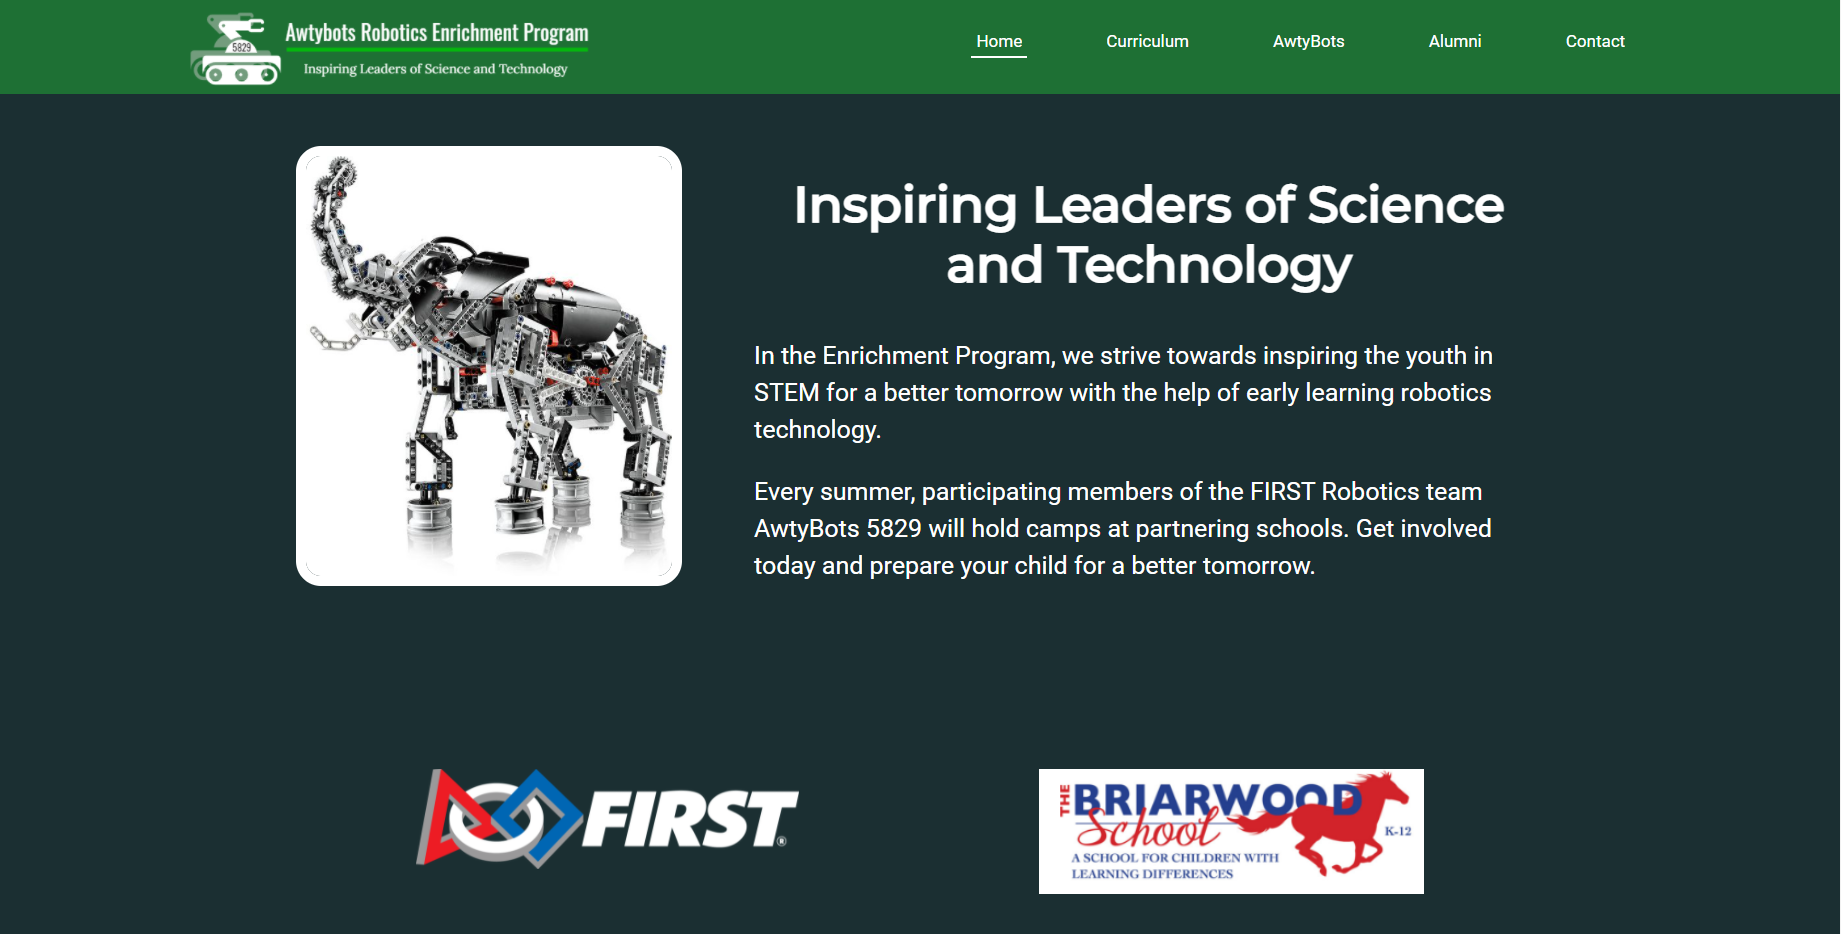 5829
Awtybots Robotics Enrichment Program
Inspiring Leaders of Science and Technology
Home
Curriculum
AwtyBots
Alumni
Contact
Inspiring Leaders of Science
and Technology
In the Enrichment Program, we strive towards inspiring the youth in
STEM for a better tomorrow with the help of early learning robotics
technology.
Every summer, participating members of the FIRST Robotics team
AwtyBots 5829 will hold camps at partnering schools. Get involved
today and prepare your child for a better tomorrow.
FIRST®
THE BRIARWOOD
School
K-12
A SCHOOL FOR CHILDREN WITH
LEARNING DIFFERENCES